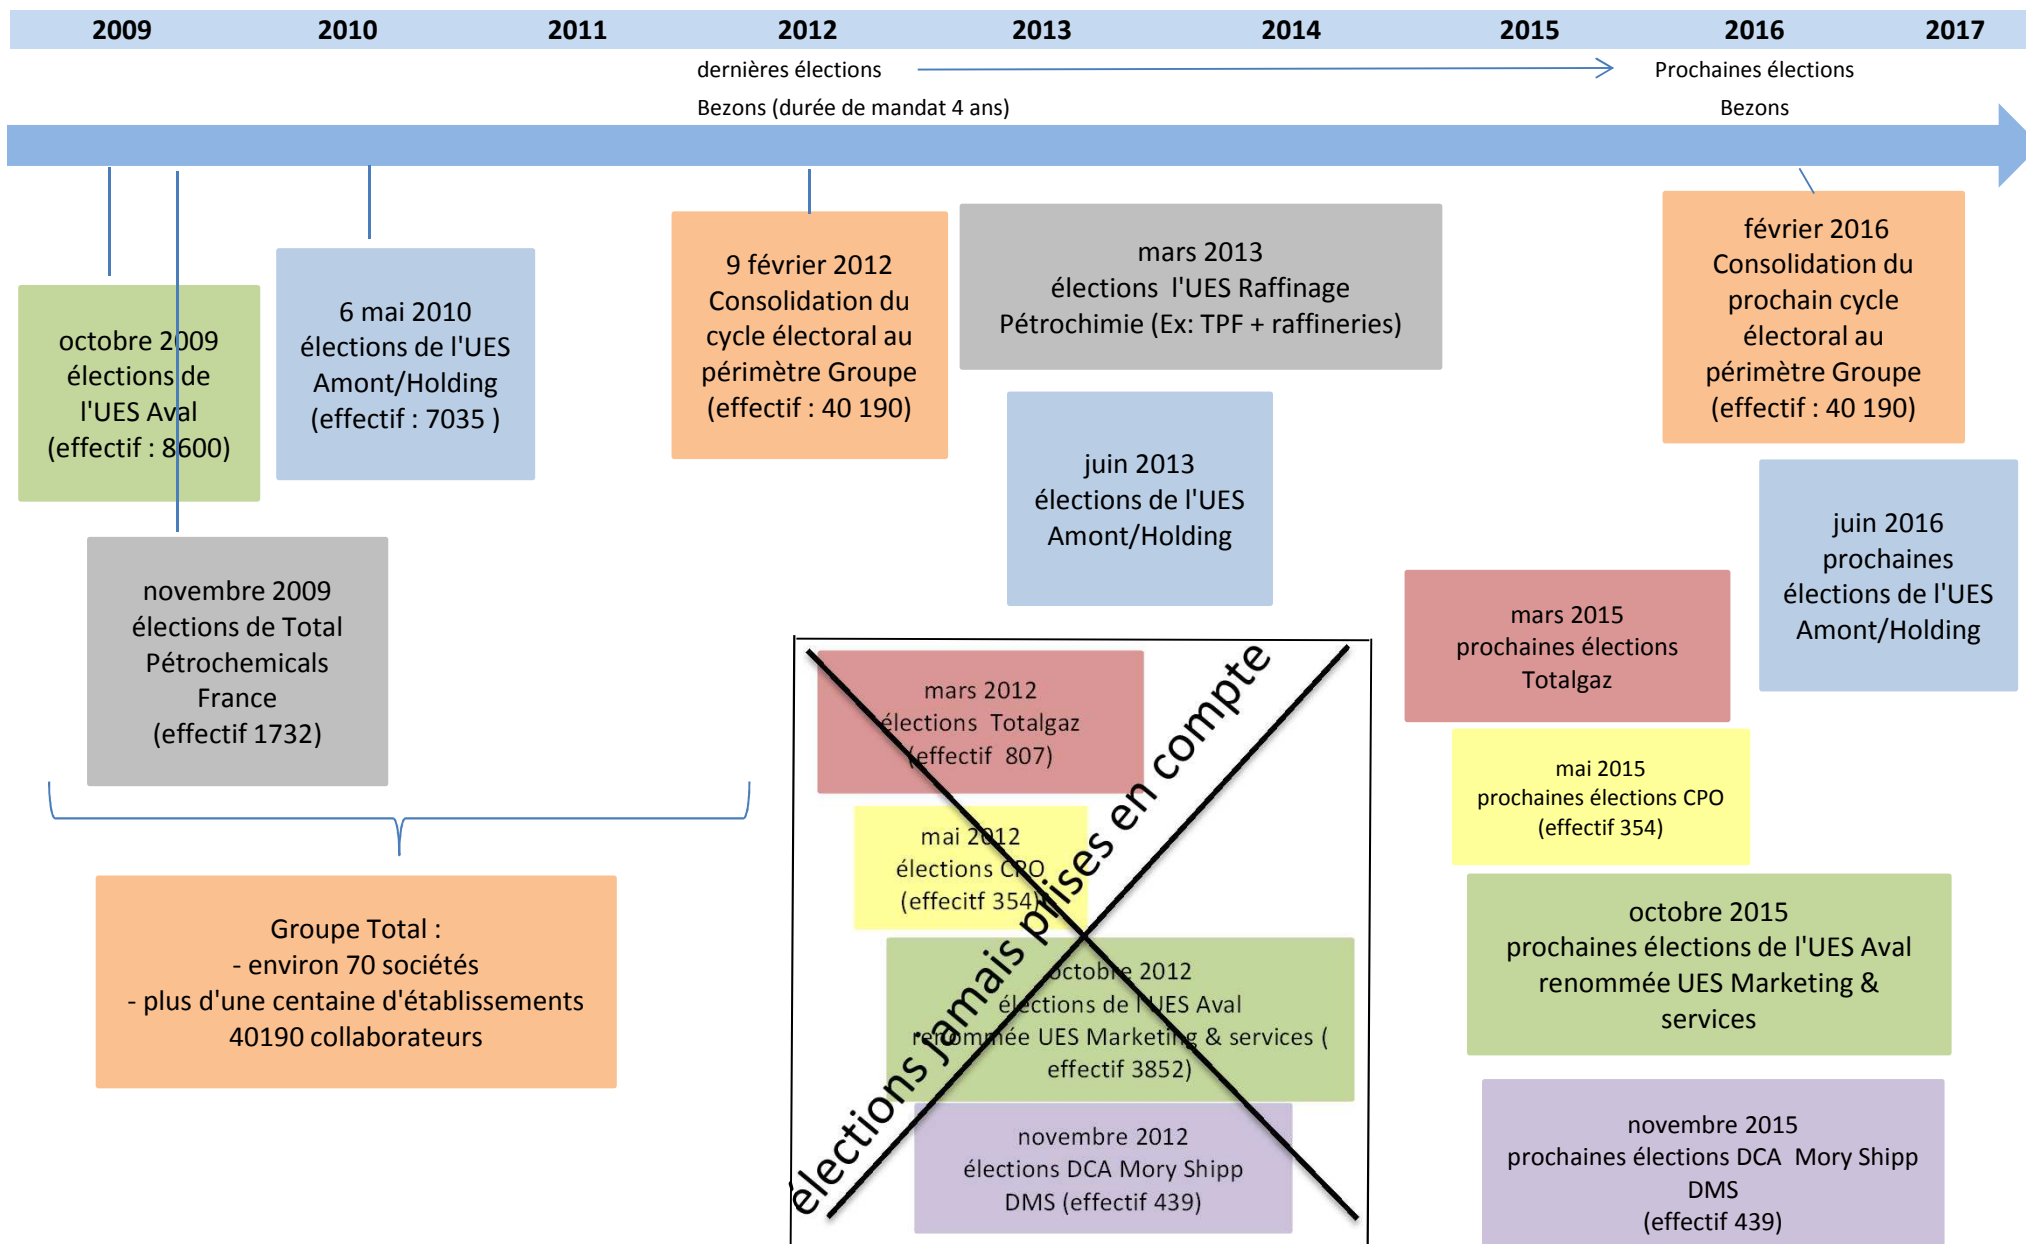 2009 2010 2011 2012 2013 2014 2015 2016 2017
dernières élections
Prochaines élections
Bezons (durée de mandat 4 ans)
Bezons
octobre 2009
élections de
l'UES Aval
(effectif : 8600)
novembre 2009
élections de Total
Pétrochemicals
France
(effectif 1732)
6 mai 2010
élections de l'UES
Amont/Holding
(effectif : 7035 )
Groupe Total :
- environ 70 sociétés
- plus d'une centaine d'établissements
40190 collaborateurs
9 février 2012
Consolidation du
cycle électoral au
périmètre Groupe
(effectif : 40 190)
mars 2013
élections l'UES Raffinage
Pétrochimie (Ex: TPF + raffineries)
juin 2013
élections de l'UES
Amont/Holding
mars 2012
élections Totalgaz
(effectif 807)
mai 2012
élections CPO
(effecitf 354)
octobre 2012
élections de l'UES Aval
renommée UES Marketing & services (
effectif 3852)
novembre 2012
élections DCA Mory Shipp
DMS (effectif 439)
élections jamais prises en compte
février 2016
Consolidation du
prochain cycle
électoral au
périmètre Groupe
(effectif : 40 190)
juin 2016
prochaines
élections de l'UES
Amont/Holding
mars 2015
prochaines élections
Totalgaz
mai 2015
prochaines élections CPO
(effectif 354)
octobre 2015
prochaines élections de l'UES Aval
renommée UES Marketing &
services
novembre 2015
prochaines élections DCA Mory Shipp
DMS
(effectif 439)